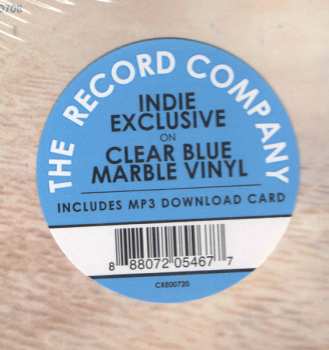 THE RECORD COMPANY
INDIE
EXCLUSIVE
ON
CLEAR BLUE
MARBLE VINYL
INCLUDES MP3 DOWNLOAD CARD
8 88072 05467 7
CRE00720